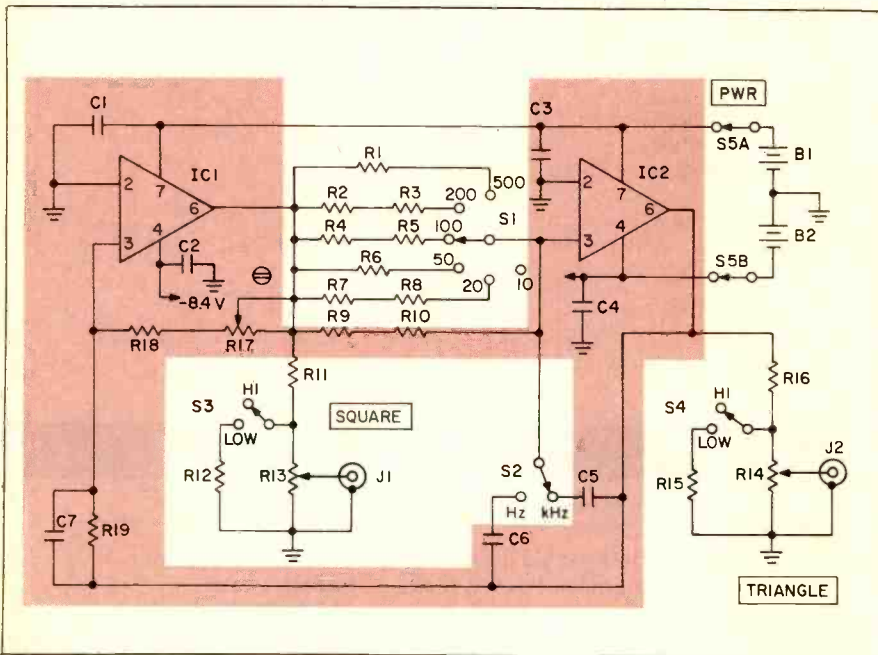 C1
C3
PWR
IC1
IC2
S5A
B1
R1
500
2
7
6
R2
R3
200
S1
2
7
6
3
4
C2
R4
R5
100
3
4
B2
-8.4 V
R6
50
10
S5B
R7
R8
20
C4
R18
R17
R9
R10
R11
R16
S3
HI
SQUARE
S4
HI
LOW
LOW
R12
R13
J1
S2
C5
R15
R14
J2
C7
R19
Hz
kHz
C6
TRIANGLE